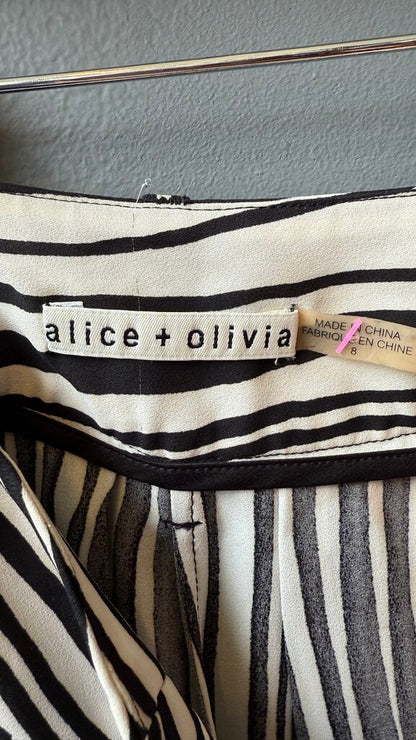 alice + olivia
MADE IN CHINA
FABRIQUÉ EN CHINE
8